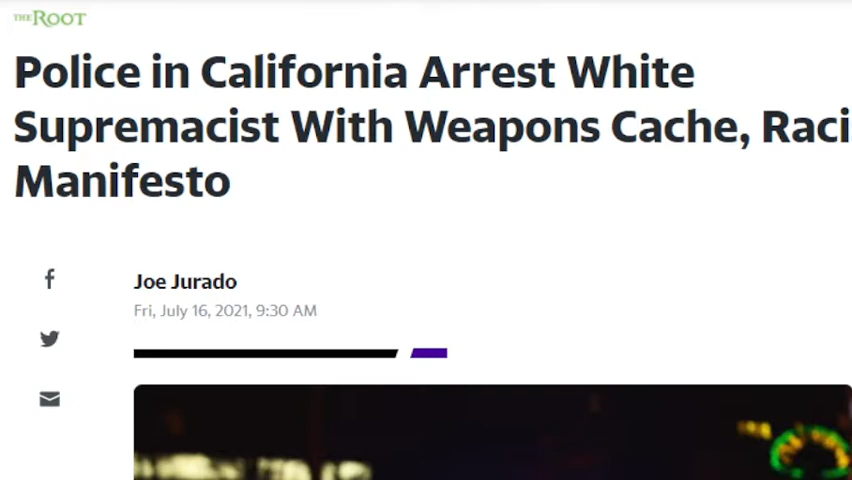 THE ROOT
Police in California Arrest White
Supremacist With Weapons Cache, Raci
Manifesto
Joe Jurado
Fri, July 16, 2021, 9:30 AM